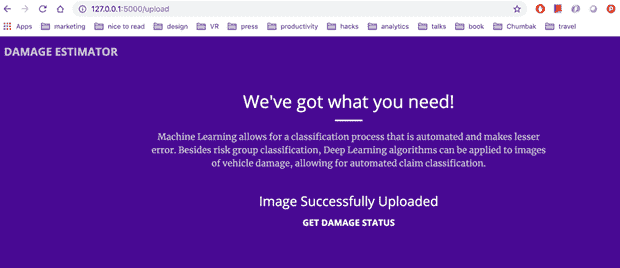 127.0.0.1:5000/upload
Apps marketing nice to read design VR press productivity hacks analytics talks book Chumbak travel
DAMAGE ESTIMATOR
We've got what you need!
Machine Learning allows for a classification process that is automated and makes lesser
error. Besides risk group classification, Deep Learning algorithms can be applied to images
of vehicle damage, allowing for automated claim classification.
Image Successfully Uploaded
GET DAMAGE STATUS